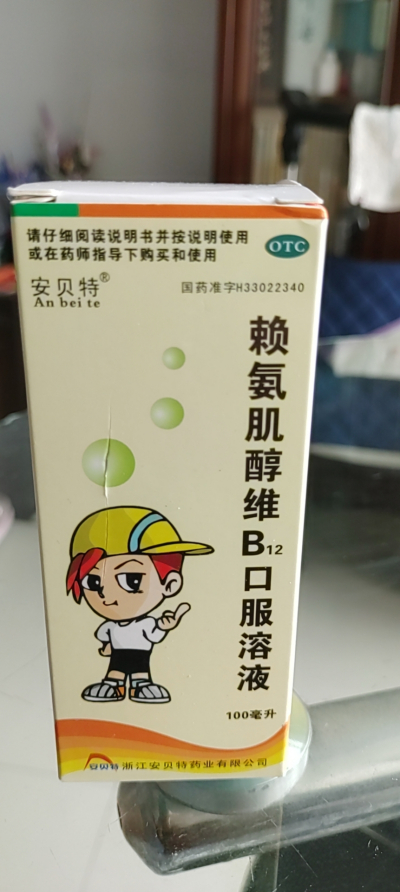 请仔细阅读说明书并按说明使用
或在药师指导下购买和使用
OTC
安贝特®
An bei te
国药准字H33022340
赖氨肌醇维B12口服溶液
100毫升
安贝特 浙江安贝特药业有限公司